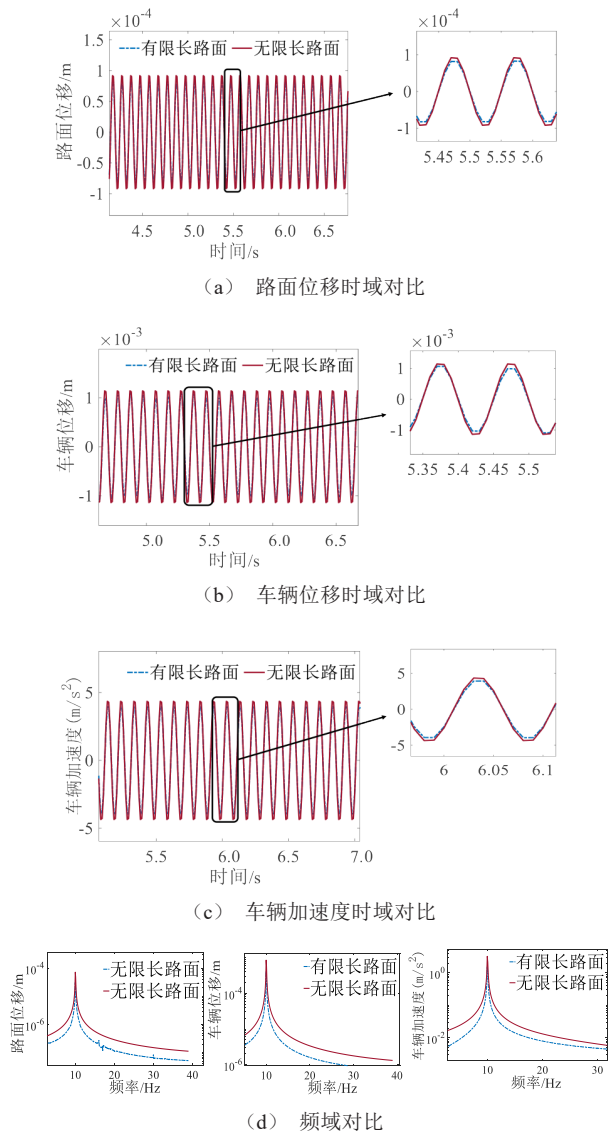 ×10⁻⁴
1.5
1
0.5
0
-0.5
-1
路面位移/m
有限长路面 无限长路面
4.5 5.0 5.5 6.0 6.5
时间/s
×10⁻⁴
1
0
-1
5.45 5.5 5.55 5.6
(a) 路面位移时域对比
×10⁻³
1
0
-1
车辆位移/m
有限长路面 无限长路面
5.0 5.5 6.0 6.5
时间/s
×10⁻³
1
0
-1
5.35 5.4 5.45 5.5
(b) 车辆位移时域对比
5
0
-5
车辆加速度(m/s²)
有限长路面 无限长路面
5.5 6.0 6.5 7.0
时间/s
5
0
-5
6 6.05 6.1
(c) 车辆加速度时域对比
路面位移/m
10⁻⁴
10⁻⁶
无限长路面
无限长路面
10 20 30 40
频率/Hz
车辆位移/m
10⁻⁴
10⁻⁶
有限长路面
无限长路面
10 20 30 40
频率/Hz
车辆加速度(m/s²)
10⁰
10⁻²
有限长路面
无限长路面
10 20 30
频率/Hz
(d) 频域对比